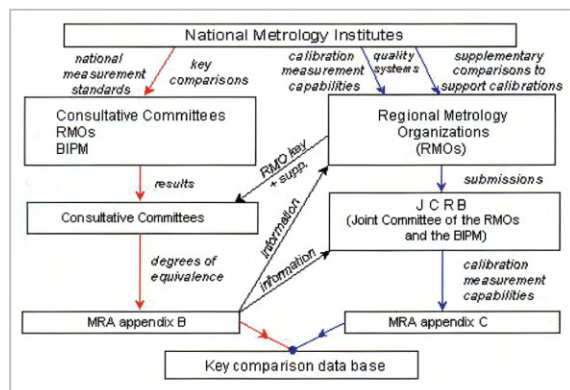 National Metrology Institutes
national
measurement
standards
key
comparisons
calibration
measurement
capabilities
quality
systems
supplementary
comparisons to
support calibrations
Consultative Committees
RMOs
BIPM
Regional Metrology
Organizations
(RMOs)
RMO key
+ supp.
results
submissions
Consultative Committees
information
J C R B
(Joint Committee of the RMOs
and the BIPM)
degrees of
equivalence
information
calibration
measurement
capabilities
MRA appendix B
MRA appendix C
Key comparison data base